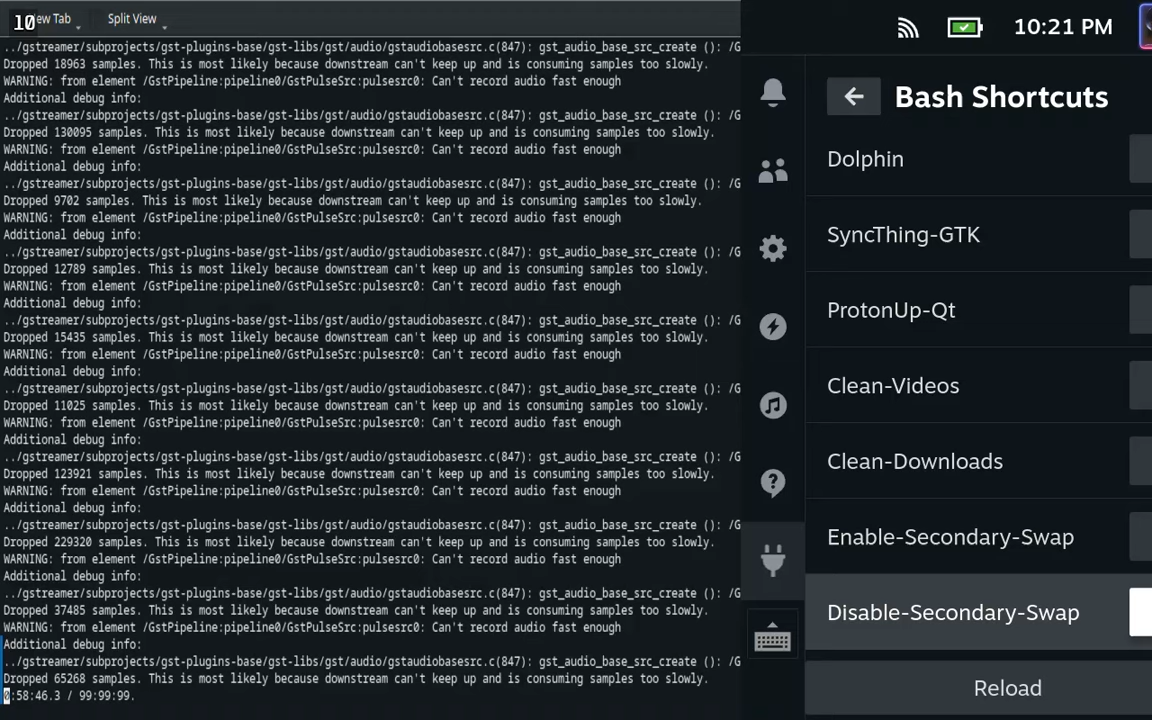 10
ew Tab
Split View
../gstreamer/subprojects/gst-plugins-base/gst-libs/gst/audio/gstaudiobasesrc.c(847): gst_audio_base_src_create (): /G
Dropped 18963 samples. This is most likely because downstream can't keep up and is consuming samples too slowly.
WARNING: from element /GstPipeline:pipeline0/GstPulseSrc:pulsesrc0: Can't record audio fast enough
Additional debug info:
../gstreamer/subprojects/gst-plugins-base/gst-libs/gst/audio/gstaudiobasesrc.c(847): gst_audio_base_src_create (): /G
Dropped 130095 samples. This is most likely because downstream can't keep up and is consuming samples too slowly.
WARNING: from element /GstPipeline:pipeline0/GstPulseSrc:pulsesrc0: Can't record audio fast enough
Additional debug info:
../gstreamer/subprojects/gst-plugins-base/gst-libs/gst/audio/gstaudiobasesrc.c(847): gst_audio_base_src_create (): /G
Dropped 9702 samples. This is most likely because downstream can't keep up and is consuming samples too slowly.
WARNING: from element /GstPipeline:pipeline0/GstPulseSrc:pulsesrc0: Can't record audio fast enough
Additional debug info:
../gstreamer/subprojects/gst-plugins-base/gst-libs/gst/audio/gstaudiobasesrc.c(847): gst_audio_base_src_create (): /G
Dropped 12789 samples. This is most likely because downstream can't keep up and is consuming samples too slowly.
WARNING: from element /GstPipeline:pipeline0/GstPulseSrc:pulsesrc0: Can't record audio fast enough
Additional debug info:
../gstreamer/subprojects/gst-plugins-base/gst-libs/gst/audio/gstaudiobasesrc.c(847): gst_audio_base_src_create (): /G
Dropped 15435 samples. This is most likely because downstream can't keep up and is consuming samples too slowly.
WARNING: from element /GstPipeline:pipeline0/GstPulseSrc:pulsesrc0: Can't record audio fast enough
Additional debug info:
../gstreamer/subprojects/gst-plugins-base/gst-libs/gst/audio/gstaudiobasesrc.c(847): gst_audio_base_src_create (): /G
Dropped 11025 samples. This is most likely because downstream can't keep up and is consuming samples too slowly.
WARNING: from element /GstPipeline:pipeline0/GstPulseSrc:pulsesrc0: Can't record audio fast enough
Additional debug info:
../gstreamer/subprojects/gst-plugins-base/gst-libs/gst/audio/gstaudiobasesrc.c(847): gst_audio_base_src_create (): /G
Dropped 123921 samples. This is most likely because downstream can't keep up and is consuming samples too slowly.
WARNING: from element /GstPipeline:pipeline0/GstPulseSrc:pulsesrc0: Can't record audio fast enough
Additional debug info:
../gstreamer/subprojects/gst-plugins-base/gst-libs/gst/audio/gstaudiobasesrc.c(847): gst_audio_base_src_create (): /G
Dropped 229320 samples. This is most likely because downstream can't keep up and is consuming samples too slowly.
WARNING: from element /GstPipeline:pipeline0/GstPulseSrc:pulsesrc0: Can't record audio fast enough
Additional debug info:
../gstreamer/subprojects/gst-plugins-base/gst-libs/gst/audio/gstaudiobasesrc.c(847): gst_audio_base_src_create (): /G
Dropped 37485 samples. This is most likely because downstream can't keep up and is consuming samples too slowly.
WARNING: from element /GstPipeline:pipeline0/GstPulseSrc:pulsesrc0: Can't record audio fast enough
Additional debug info:
../gstreamer/subprojects/gst-plugins-base/gst-libs/gst/audio/gstaudiobasesrc.c(847): gst_audio_base_src_create (): /G
Dropped 65268 samples. This is most likely because downstream can't keep up and is consuming samples too slowly.
0:58:46.3 / 99:99:99.
10:21 PM
Bash Shortcuts
Dolphin
SyncThing-GTK
ProtonUp-Qt
Clean-Videos
Clean-Downloads
Enable-Secondary-Swap
Disable-Secondary-Swap
Reload